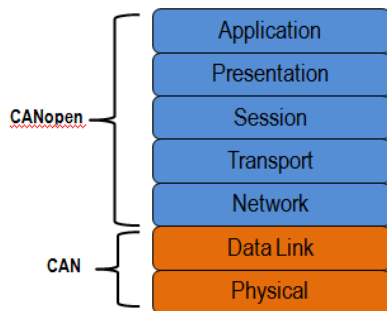 Application
Presentation
Session
CANopen
Transport
Network
Data Link
CAN
Physical